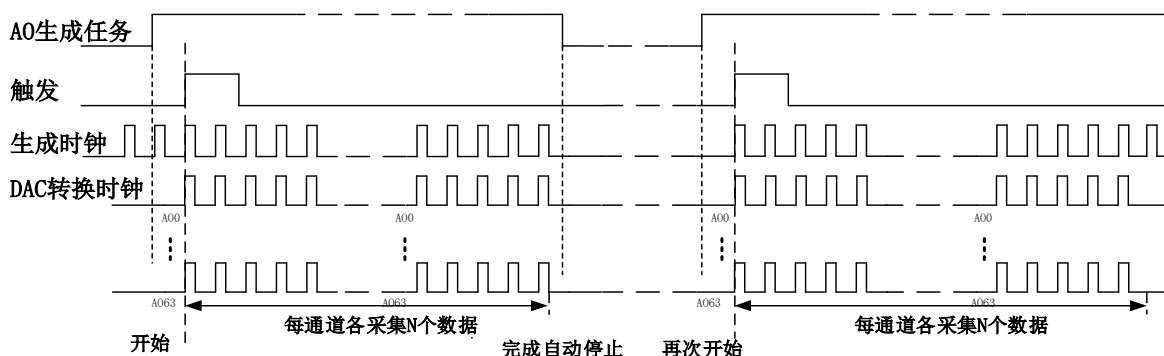 AO生成任务
触发
生成时钟
DAC转换时钟
AO0 AO0 AO0 AO0
AO63 AO63 AO63 AO63
每通道各采集N个数据 每通道各采集N个数据
开始 完成自动停止 再次开始